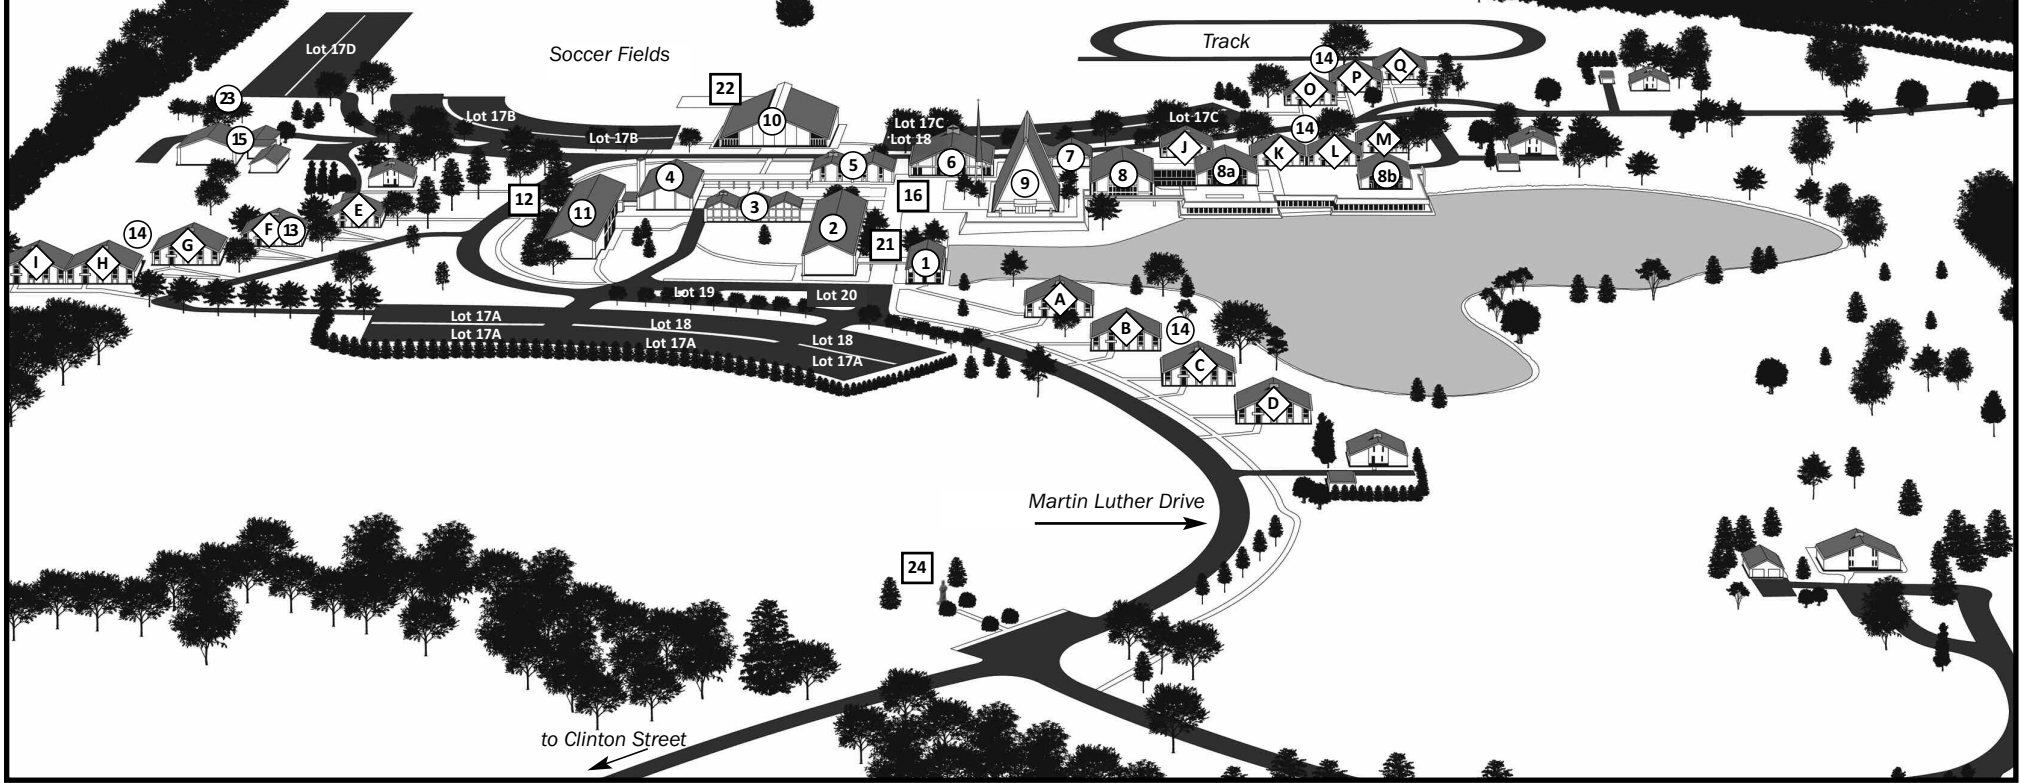 Lot 17D
Soccer Fields
Track
14
Q
P
O
22
23
10
Lot 17B
Lot 17B
Lot 17C
Lot 18
Lot 17C
14
15
J
K
L
M
5
6
7
8
8a
8b
4
9
12
11
3
16
2
21
1
E
F
13
14
G
I
H
Lot 19
Lot 20
A
Lot 17A
Lot 18
B
14
Lot 17A
Lot 17A
Lot 18
Lot 17A
C
D
Martin Luther Drive
24
to Clinton Street